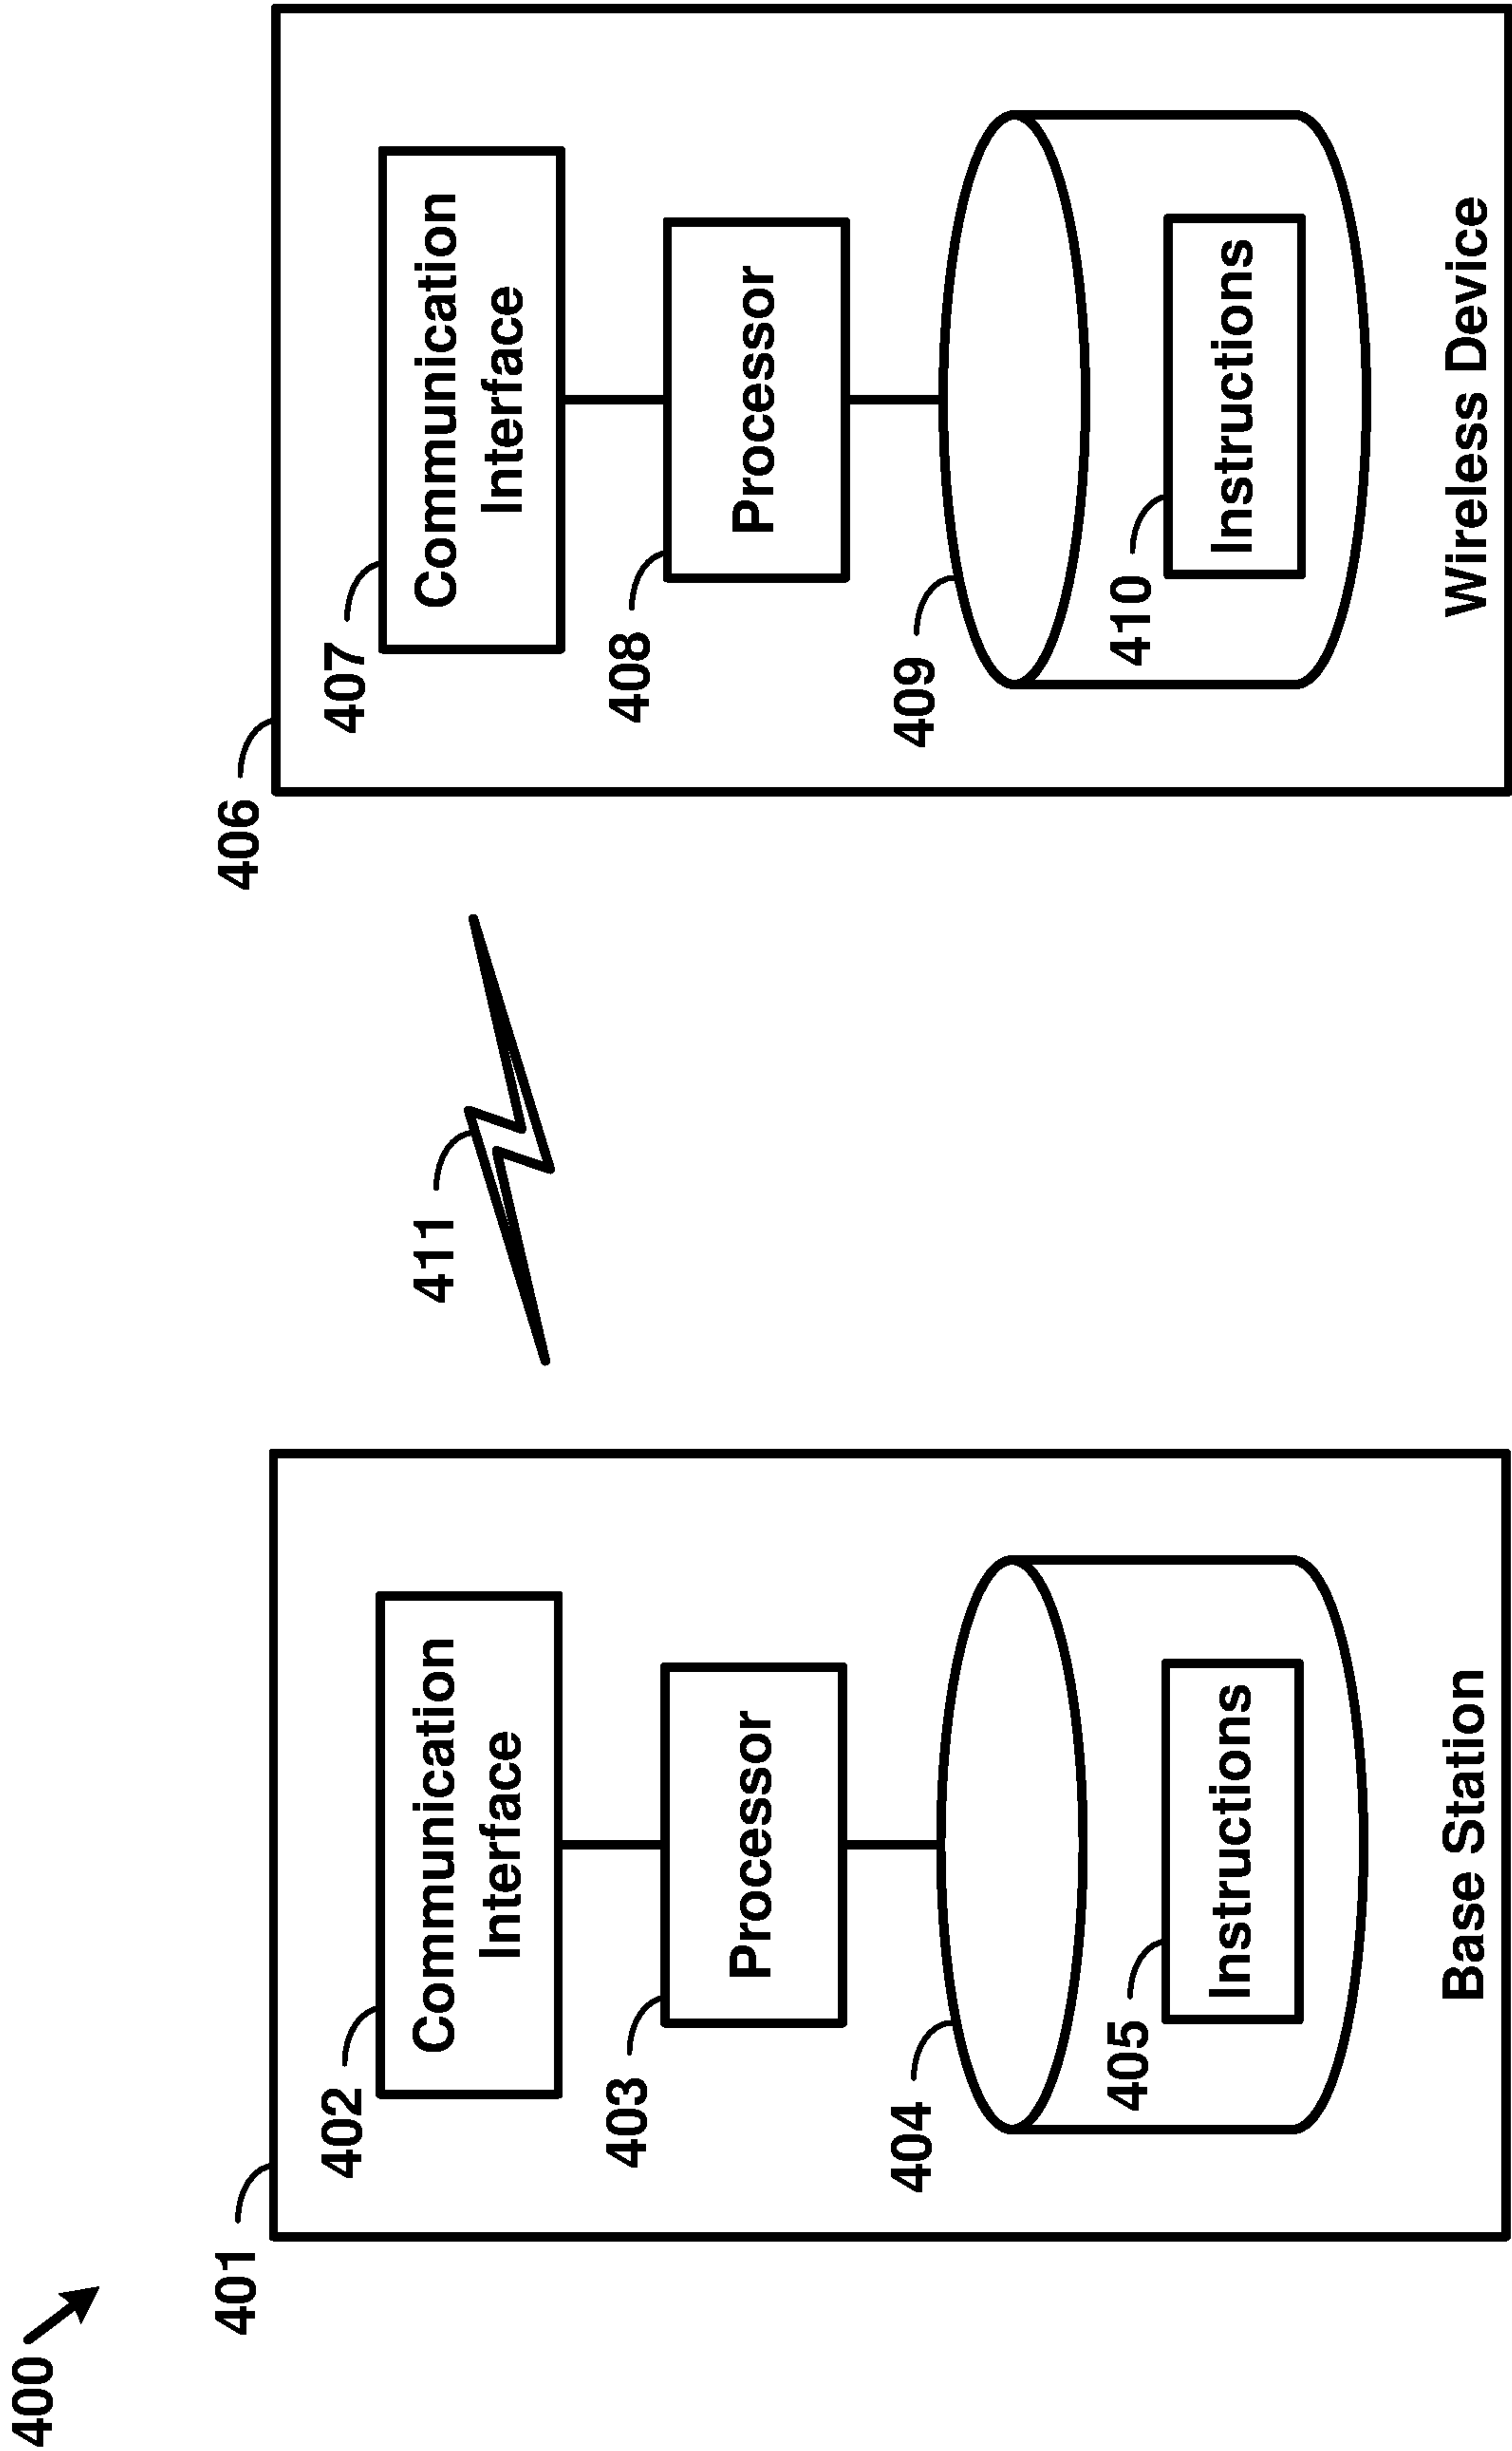 400
401
402
Communication
Interface
403
Processor
404
405
Instructions
Base Station
411
406
407
Communication
Interface
408
Processor
409
410
Instructions
Wireless Device